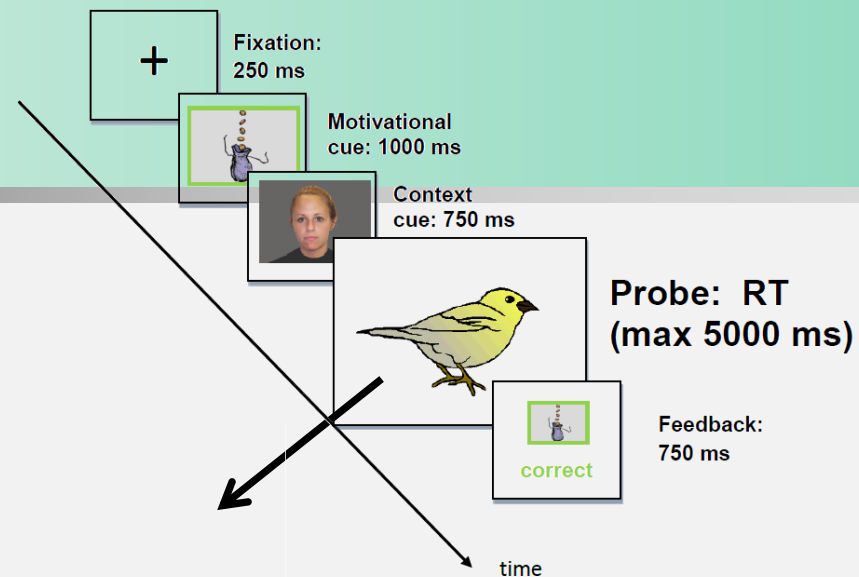 +
Fixation:
250 ms
Motivational
cue: 1000 ms
Context
cue: 750 ms
Probe: RT
(max 5000 ms)
Feedback:
750 ms
correct
time